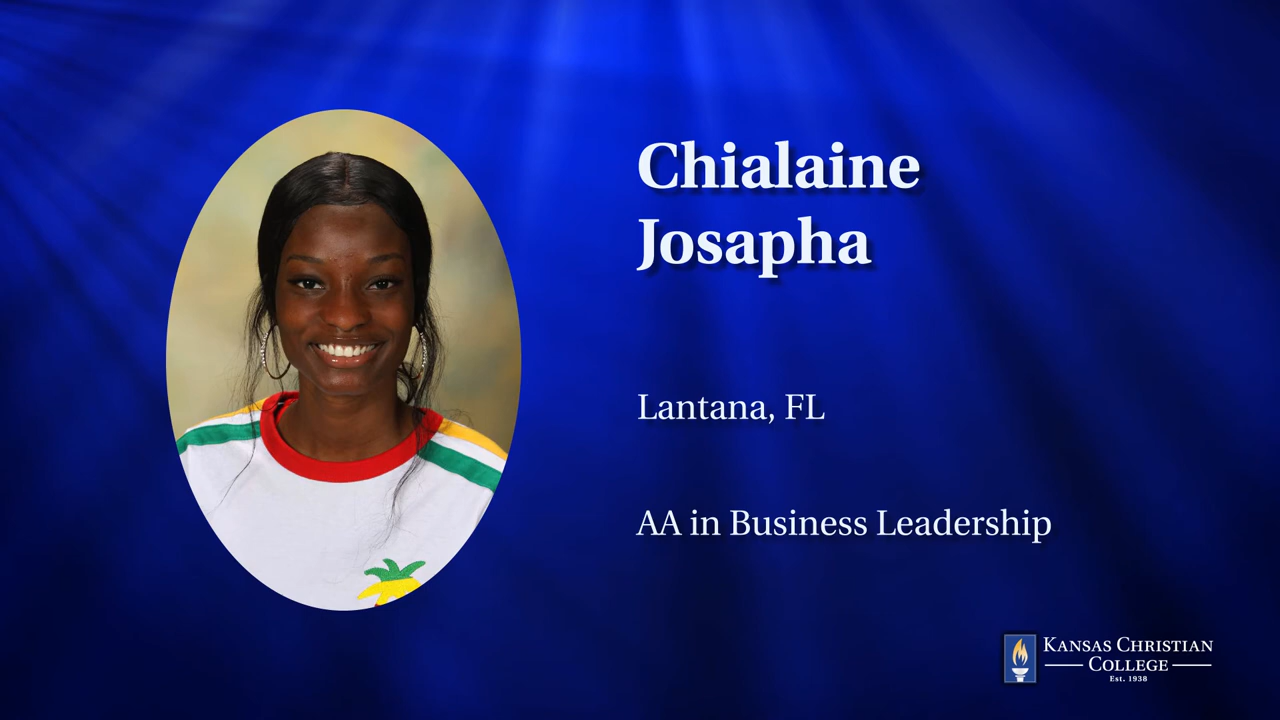 Chialaine
Josapha
Lantana, FL
AA in Business Leadership
KANSAS CHRISTIAN
COLLEGE
Est. 1938